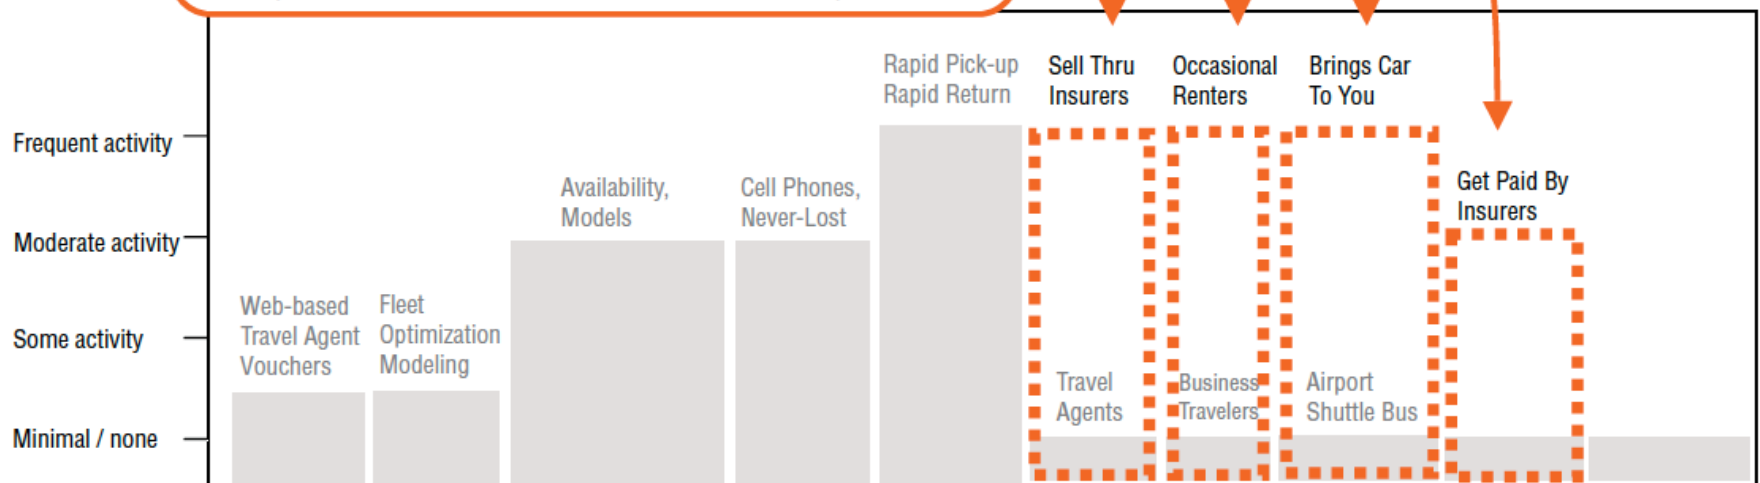 Rapid Pick-up
Rapid Return
Sell Thru
Insurers
Occasional
Renters
Brings Car
To You
Frequent activity
Availability,
Models
Cell Phones,
Never-Lost
Get Paid By
Insurers
Moderate activity
Web-based
Travel Agent
Vouchers
Fleet
Optimization
Modeling
Some activity
Travel
Agents
Business
Travelers
Airport
Shuttle Bus
Minimal / none